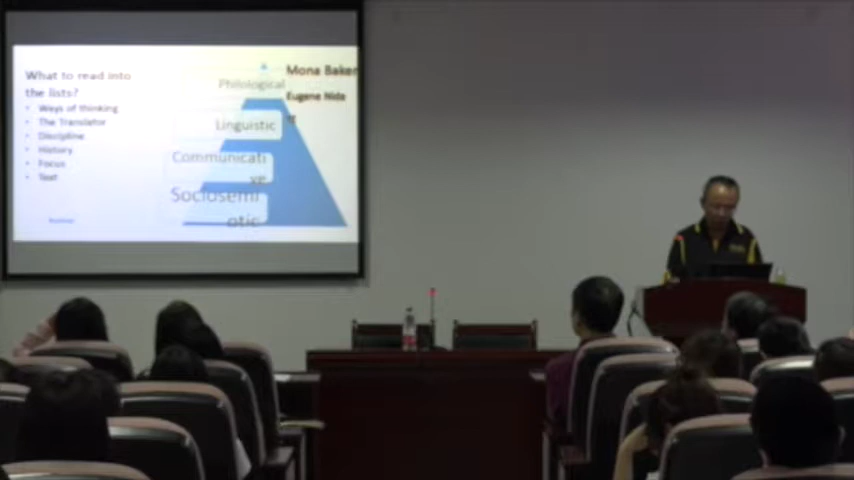 What to read into
the lists?
• Ways of thinking
• The Translator
• Discipline
• History
• Focus
• Text
Philological
Linguistic
Communicati
ve
Sociosemi
otic
Mona Baker
Eugene Nida